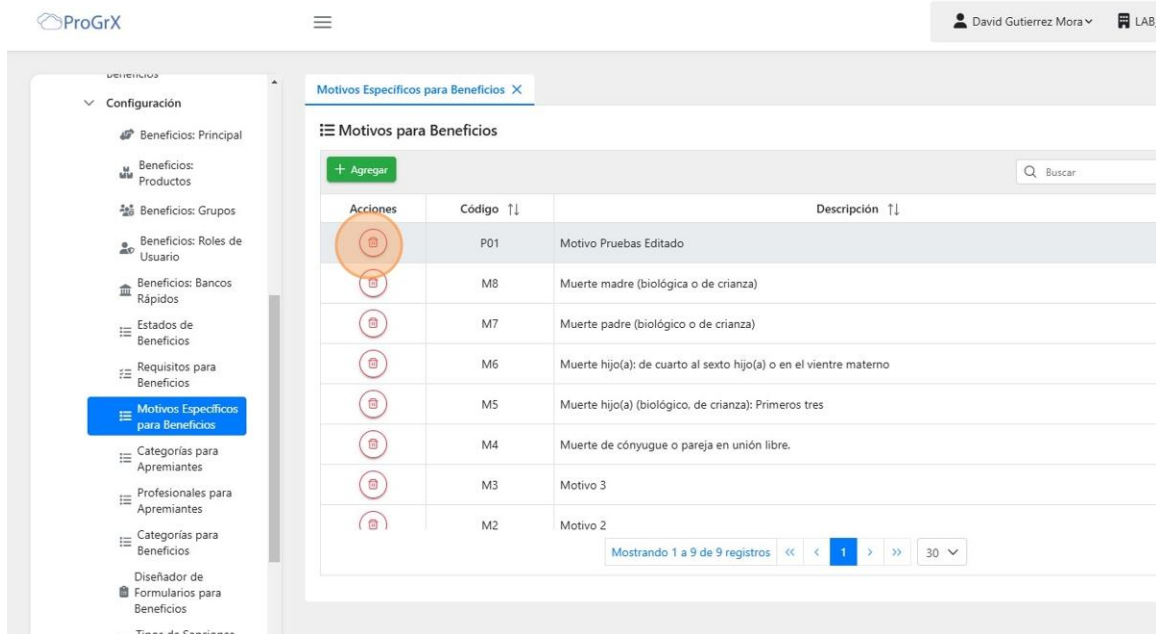 ProGrX
David Gutierrez Mora
LAB
Beneficios
Configuración
Beneficios: Principal
Beneficios:
Productos
Beneficios: Grupos
Beneficios: Roles de
Usuario
Beneficios: Bancos
Rápidos
Estados de
Beneficios
Requisitos para
Beneficios
Motivos Específicos
para Beneficios
Categorías para
Apremiantes
Profesionales para
Apremiantes
Categorías para
Beneficios
Diseñador de
Formularios para
Beneficios
Tipos de Sanciones
Motivos Específicos para Beneficios
Motivos para Beneficios
+ Agregar
Buscar
Acciones Código Descripción
P01 Motivo Pruebas Editado
M8 Muerte madre (biológica o de crianza)
M7 Muerte padre (biológico o de crianza)
M6 Muerte hijo(a): de cuarto al sexto hijo(a) o en el vientre materno
M5 Muerte hijo(a) (biológico, de crianza): Primeros tres
M4 Muerte de cónyugue o pareja en unión libre.
M3 Motivo 3
M2 Motivo 2
Mostrando 1 a 9 de 9 registros << < 1 > >> 30